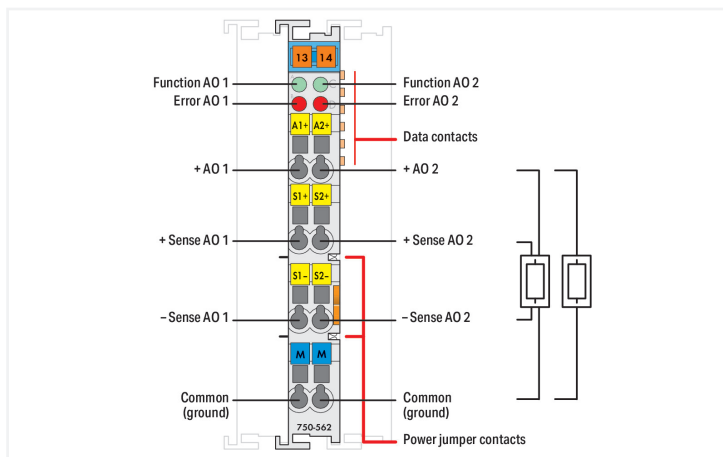 13 14
Function AO 1
Function AO 2
Error AO 1
Error AO 2
A1+ A2+
Data contacts
+ AO 1
+ AO 2
S1+ S2+
+ Sense AO 1
+ Sense AO 2
S1– S2–
– Sense AO 1
– Sense AO 2
M M
Common
(ground)
Common
(ground)
750-562
Power jumper contacts